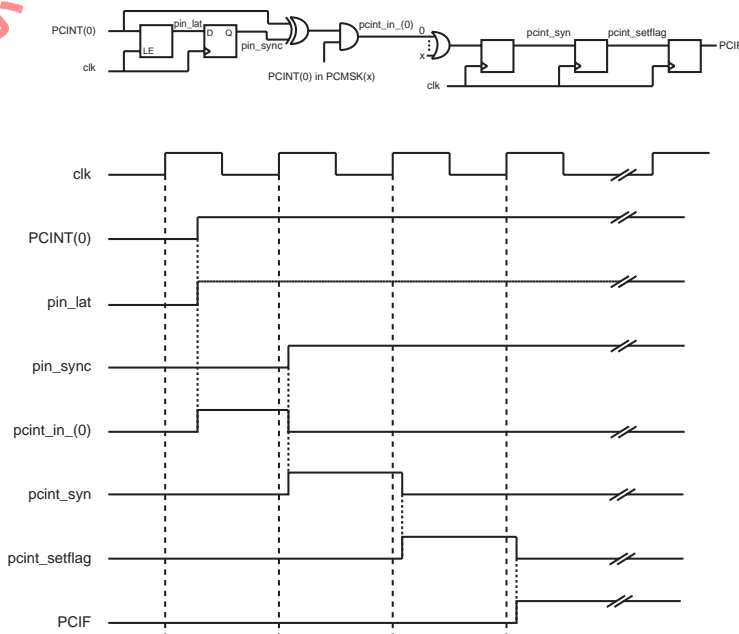 PCINT(0)
pin_lat
D Q
LE
pin_sync
clk
pcint_in_(0)
PCINT(0) in PCMSK(x)
0
x
pcint_syn
pcint_setflag
clk
clk
PCINT(0)
pin_lat
pin_sync
pcint_in_(0)
pcint_syn
pcint_setflag
PCIF